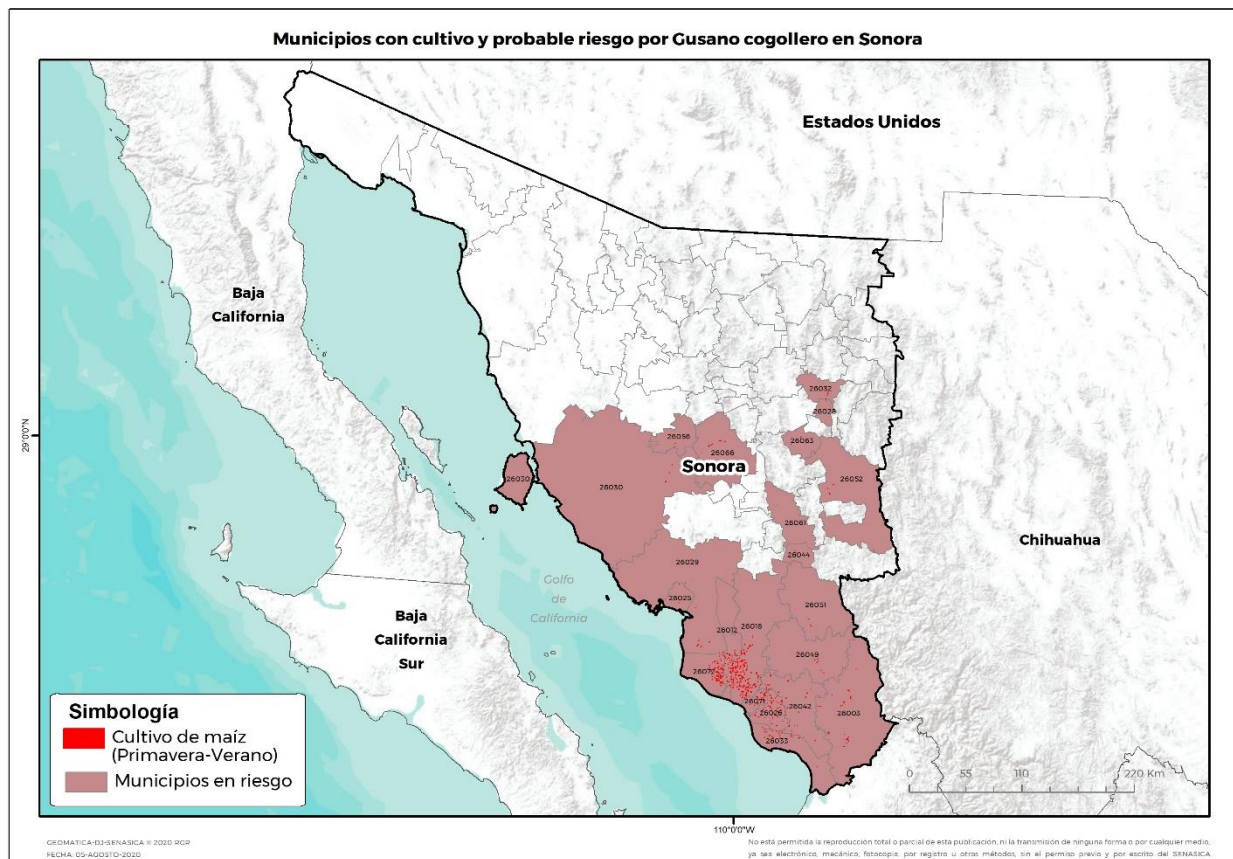 Municipios con cultivo y probable riesgo por Gusano cogollero en Sonora
Estados Unidos
Baja
California
26032
26028
29°0'0"N
26056
26066
26063
Sonora
26030
26030
26052
26061
Chihuahua
26044
26029
Golfo
de
California
26025
26051
Baja
California
Sur
26012
26018
26049
26072
26071
26026
26042
26003
26033
Simbología
Cultivo de maíz
(Primavera-Verano)
Municipios en riesgo
0 55 110 220 Km
110°0'0"W
GEOMATICA-DJ-SENASICA © 2020 RGR
FECHA: 05-AGOSTO-2020
No está permitida la reproducción total o parcial de esta publicación, ni la transmisión de ninguna forma o por cualquier medio,
ya sea electrónico, mecánico, fotocopia, por registro u otros métodos, sin el permiso previo y por escrito del SENASICA